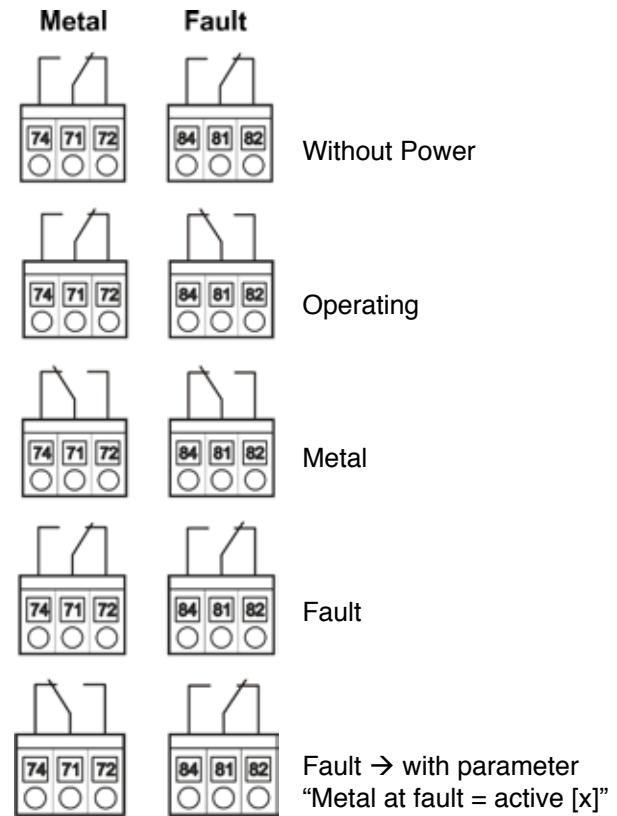 Metal Fault
74 71 72 84 81 82 Without Power
74 71 72 84 81 82 Operating
74 71 72 84 81 82 Metal
74 71 72 84 81 82 Fault
74 71 72 84 81 82 Fault → with parameter
“Metal at fault = active [x]”